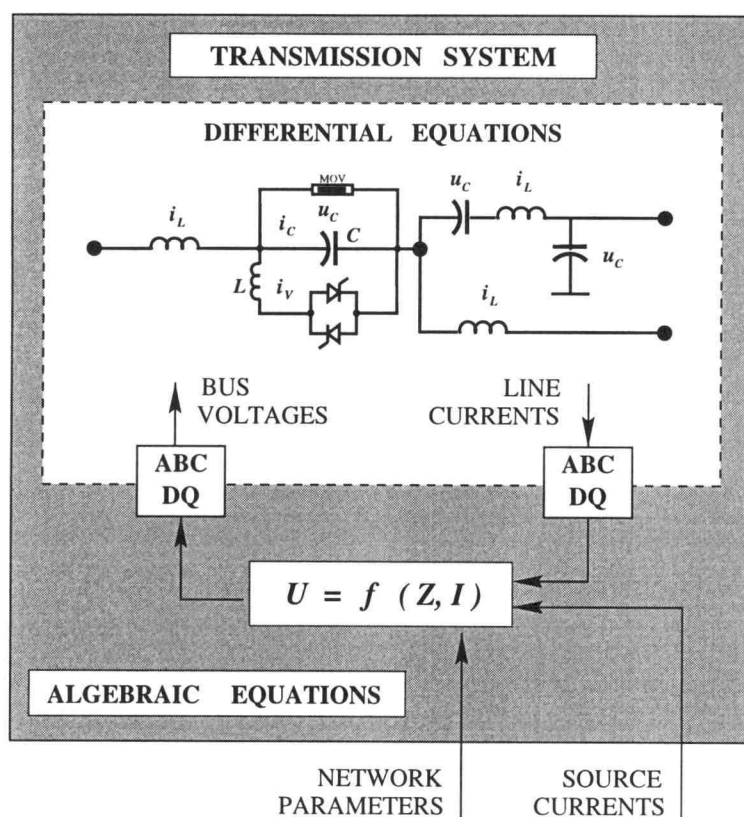 TRANSMISSION SYSTEM
DIFFERENTIAL EQUATIONS
MOV
u_C
i_L
i_C
u_C
C
u_C
i_L
L
i_V
i_L
BUS
VOLTAGES
LINE
CURRENTS
ABC
DQ
ABC
DQ
U = f ( Z, I )
ALGEBRAIC EQUATIONS
NETWORK
PARAMETERS
SOURCE
CURRENTS